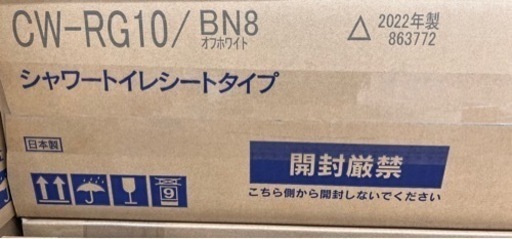 CW-RG10/BN8
オフホワイト
△ 2022年製
863772
シャワートイレシートタイプ
日本製
開封厳禁
9
こちら側から開封しないでください